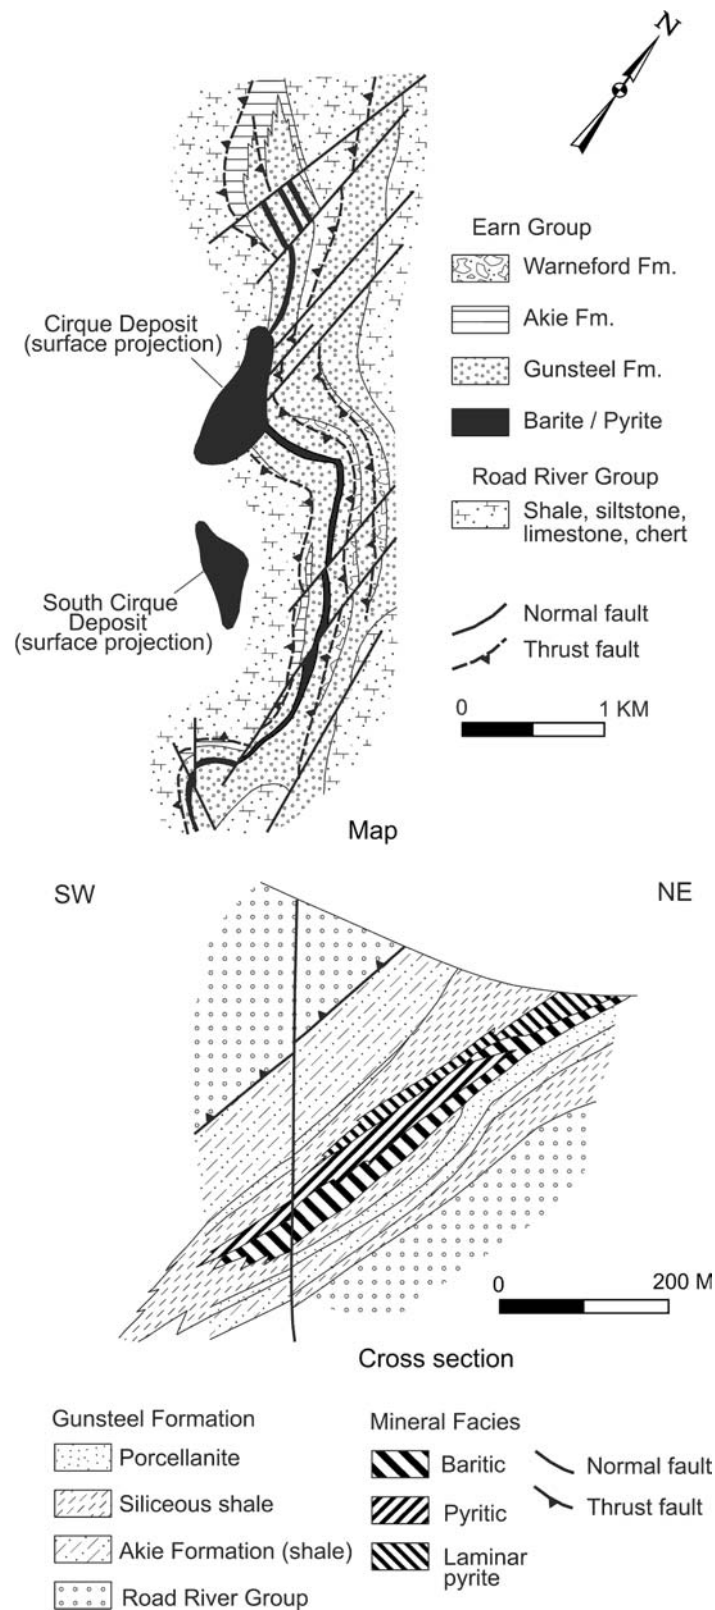 N
Earn Group
Warneford Fm.
Akie Fm.
Gunsteel Fm.
Barite / Pyrite
Road River Group
Shale, siltstone,
limestone, chert
Normal fault
Thrust fault
0 1 KM
Cirque Deposit
(surface projection)
South Cirque
Deposit
(surface projection)
Map
SW NE
0 200 M
Cross section
Gunsteel Formation
Porcellanite
Siliceous shale
Akie Formation (shale)
Road River Group
Mineral Facies
Baritic
Pyritic
Laminar
pyrite
Normal fault
Thrust fault